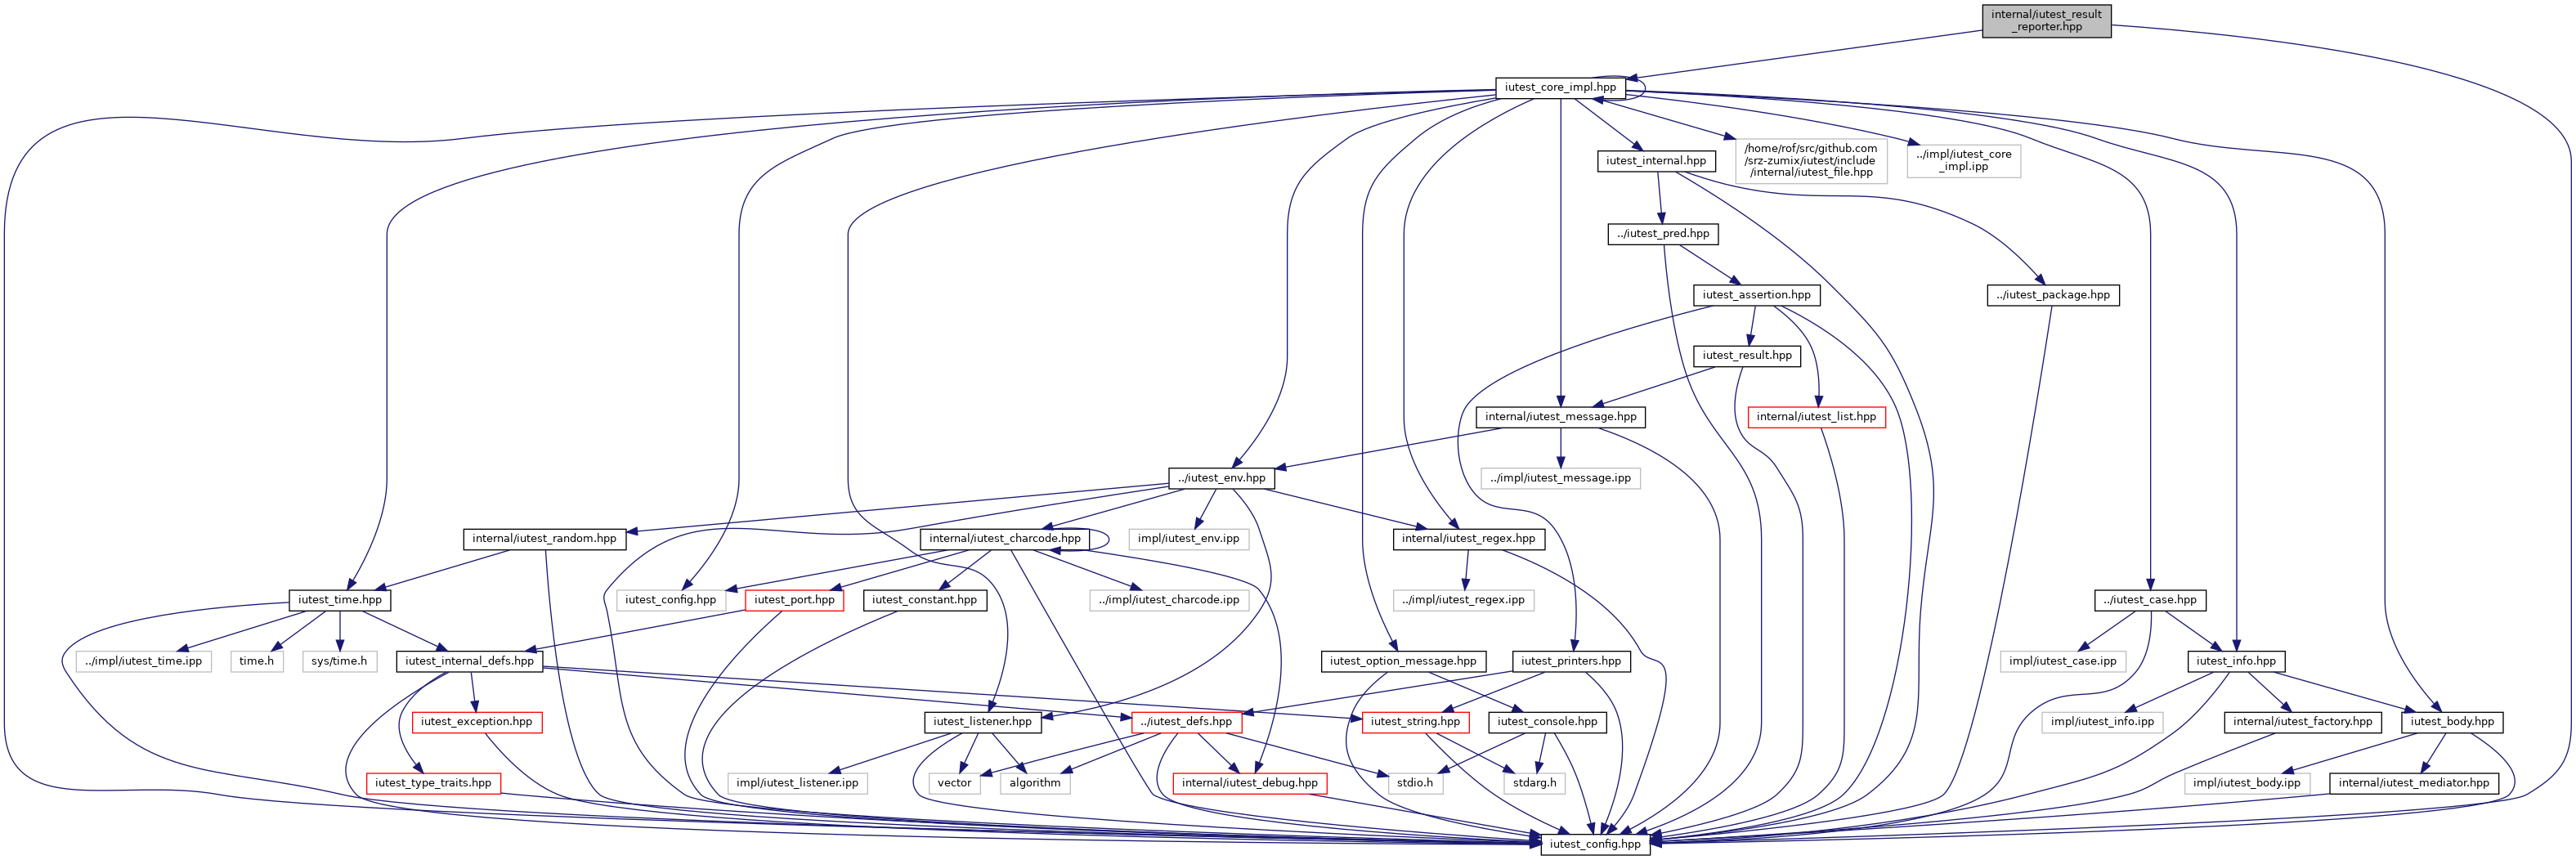 internal/iutest_result
_reporter.hpp
iutest_core_impl.hpp
/home/rof/src/github.com
/srz-zumix/iutest/include
/internal/iutest_file.hpp
../impl/iutest_core
_impl.ipp
iutest_internal.hpp
../iutest_pred.hpp
iutest_assertion.hpp
../iutest_package.hpp
iutest_result.hpp
internal/iutest_message.hpp
internal/iutest_list.hpp
../iutest_env.hpp
../impl/iutest_message.ipp
internal/iutest_random.hpp
internal/iutest_charcode.hpp
impl/iutest_env.ipp
internal/iutest_regex.hpp
iutest_time.hpp
iutest_config.hpp
iutest_port.hpp
iutest_constant.hpp
../impl/iutest_charcode.ipp
../impl/iutest_regex.ipp
../iutest_case.hpp
../impl/iutest_time.ipp
time.h
sys/time.h
iutest_internal_defs.hpp
iutest_option_message.hpp
iutest_printers.hpp
impl/iutest_case.ipp
iutest_info.hpp
iutest_exception.hpp
iutest_listener.hpp
../iutest_defs.hpp
iutest_string.hpp
iutest_console.hpp
impl/iutest_info.ipp
internal/iutest_factory.hpp
iutest_body.hpp
iutest_type_traits.hpp
impl/iutest_listener.ipp
vector
algorithm
internal/iutest_debug.hpp
stdio.h
stdarg.h
impl/iutest_body.ipp
internal/iutest_mediator.hpp
iutest_config.hpp